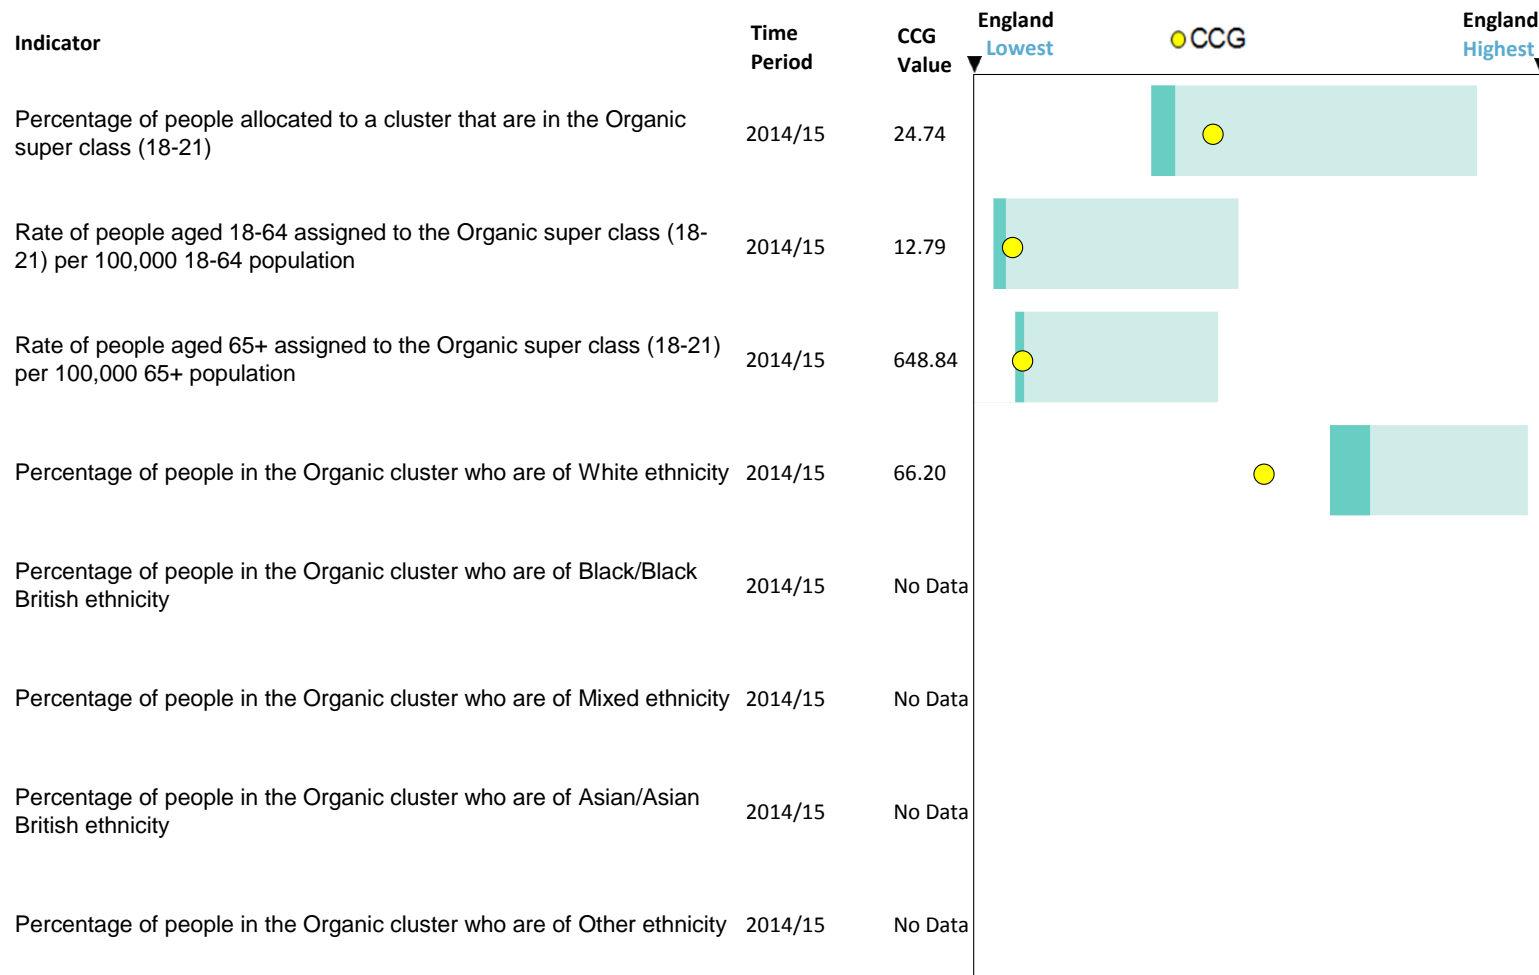 Indicator
Time Period
CCG Value
England Lowest
CCG
England Highest
Percentage of people allocated to a cluster that are in the Organic
super class (18-21)
2014/15
24.74
Rate of people aged 18-64 assigned to the Organic super class (18-
21) per 100,000 18-64 population
2014/15
12.79
Rate of people aged 65+ assigned to the Organic super class (18-21)
per 100,000 65+ population
2014/15
648.84
Percentage of people in the Organic cluster who are of White ethnicity
2014/15
66.20
Percentage of people in the Organic cluster who are of Black/Black
British ethnicity
2014/15
No Data
Percentage of people in the Organic cluster who are of Mixed ethnicity
2014/15
No Data
Percentage of people in the Organic cluster who are of Asian/Asian
British ethnicity
2014/15
No Data
Percentage of people in the Organic cluster who are of Other ethnicity
2014/15
No Data